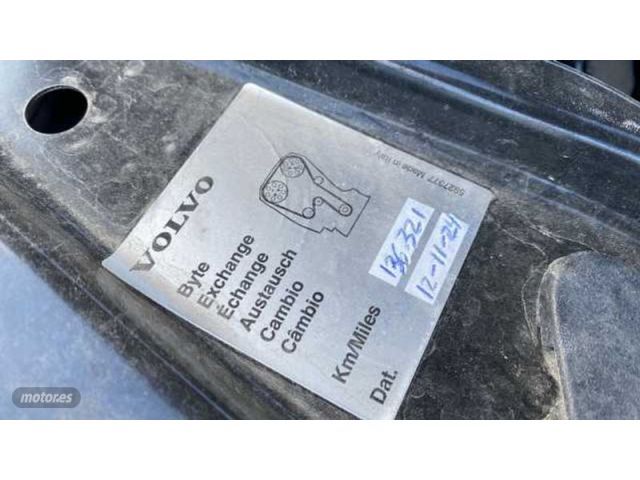 VOLVO
Byte
Exchange
Échange
Austausch
Cambio
Câmbio
Km/Miles
136321
Dat.
12-11-24
5927377 Made in Italy
motor.es